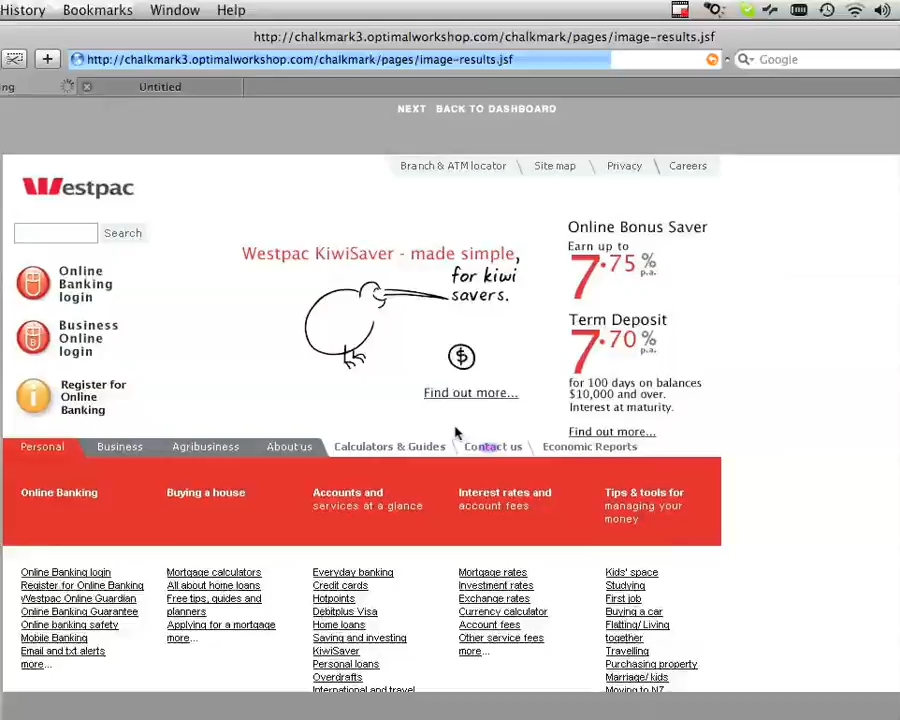 History Bookmarks Window Help
http://chalkmark3.optimalworkshop.com/chalkmark/pages/image-results.jsf
http://chalkmark3.optimalworkshop.com/chalkmark/pages/image-results.jsf
Google
ng
Untitled
NEXT BACK TO DASHBOARD
Branch & ATM locator
Site map
Privacy
Careers
Westpac
Search
Online
Banking
login
Business
Online
login
Register for
Online
Banking
Westpac KiwiSaver - made simple,
for kiwi
savers.
$
Find out more...
Online Bonus Saver
Earn up to
7.75 % p.a.
Term Deposit
7.70 % p.a.
for 100 days on balances
$10,000 and over.
Interest at maturity.
Find out more...
Personal
Business
Agribusiness
About us
Calculators & Guides
Contact us
Economic Reports
Online Banking
Buying a house
Accounts and
services at a glance
Interest rates and
account fees
Tips & tools for
managing your
money
Online Banking login
Register for Online Banking
Westpac Online Guardian
Online Banking Guarantee
Online banking safety
Mobile Banking
Email and txt alerts
more...
Mortgage calculators
All about home loans
Free tips, guides and
planners
Applying for a mortgage
more...
Everyday banking
Credit cards
Hotpoints
Debitplus Visa
Home loans
Saving and investing
KiwiSaver
Personal loans
Overdrafts
International and travel
Mortgage rates
Investment rates
Exchange rates
Currency calculator
Account fees
Other service fees
more...
Kids' space
Studying
First job
Buying a car
Flatting/ Living
together
Travelling
Purchasing property
Marriage/ kids
Moving to NZ